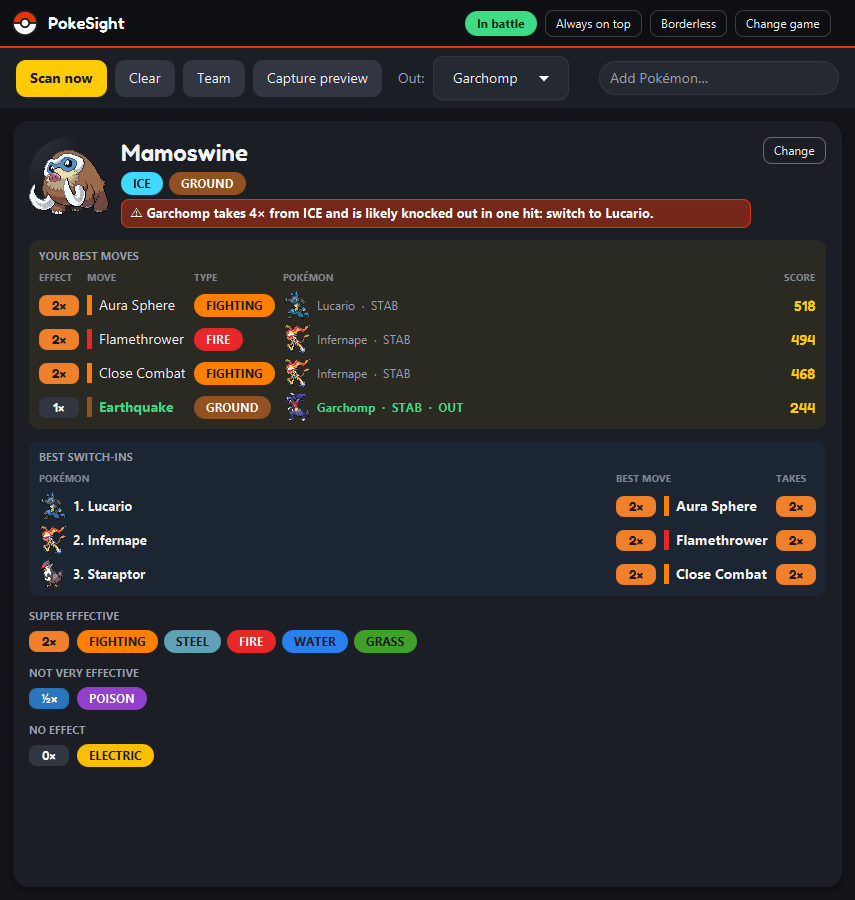 PokeSight In battle Always on top Borderless Change game
Scan now Clear Team Capture preview Out: Garchomp Add Pokémon...
Mamoswine Change
ICE GROUND
⚠ Garchomp takes 4× from ICE and is likely knocked out in one hit: switch to Lucario.
YOUR BEST MOVES
EFFECT MOVE TYPE POKÉMON SCORE
2× Aura Sphere FIGHTING Lucario · STAB 518
2× Flamethrower FIRE Infernape · STAB 494
2× Close Combat FIGHTING Infernape · STAB 468
1× Earthquake GROUND Garchomp · STAB · OUT 244
BEST SWITCH-INS
POKÉMON BEST MOVE TAKES
1. Lucario 2× Aura Sphere 2×
2. Infernape 2× Flamethrower 2×
3. Staraptor 2× Close Combat 2×
SUPER EFFECTIVE
2× FIGHTING STEEL FIRE WATER GRASS
NOT VERY EFFECTIVE
½× POISON
NO EFFECT
0× ELECTRIC